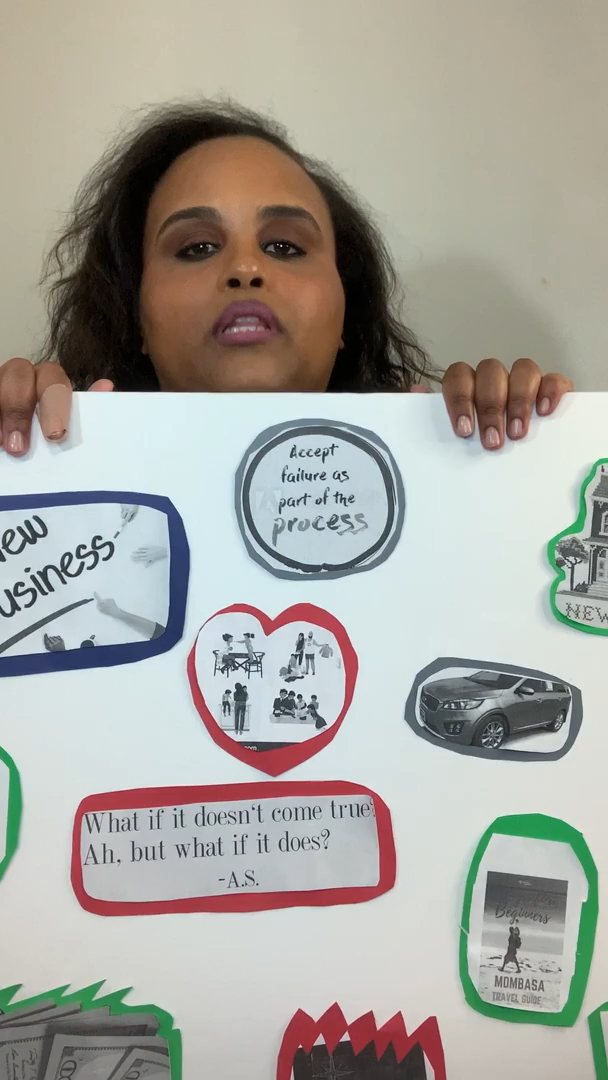 Accept
failure as
part of the
process
ew
usiness
NEW
What if it doesn't come true?
Ah, but what if it does?
-A.S.
Beginners
MOMBASA
TRAVEL GUIDE